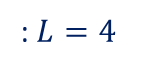 : L = 4